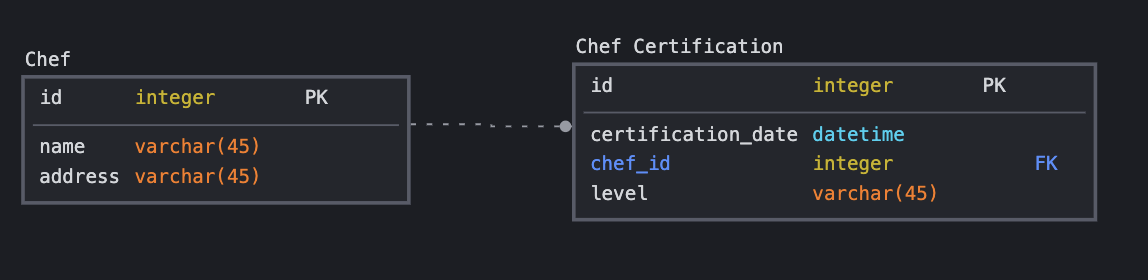 Chef
id integer PK
name varchar(45)
address varchar(45)
Chef Certification
id integer PK
certification_date datetime
chef_id integer FK
level varchar(45)